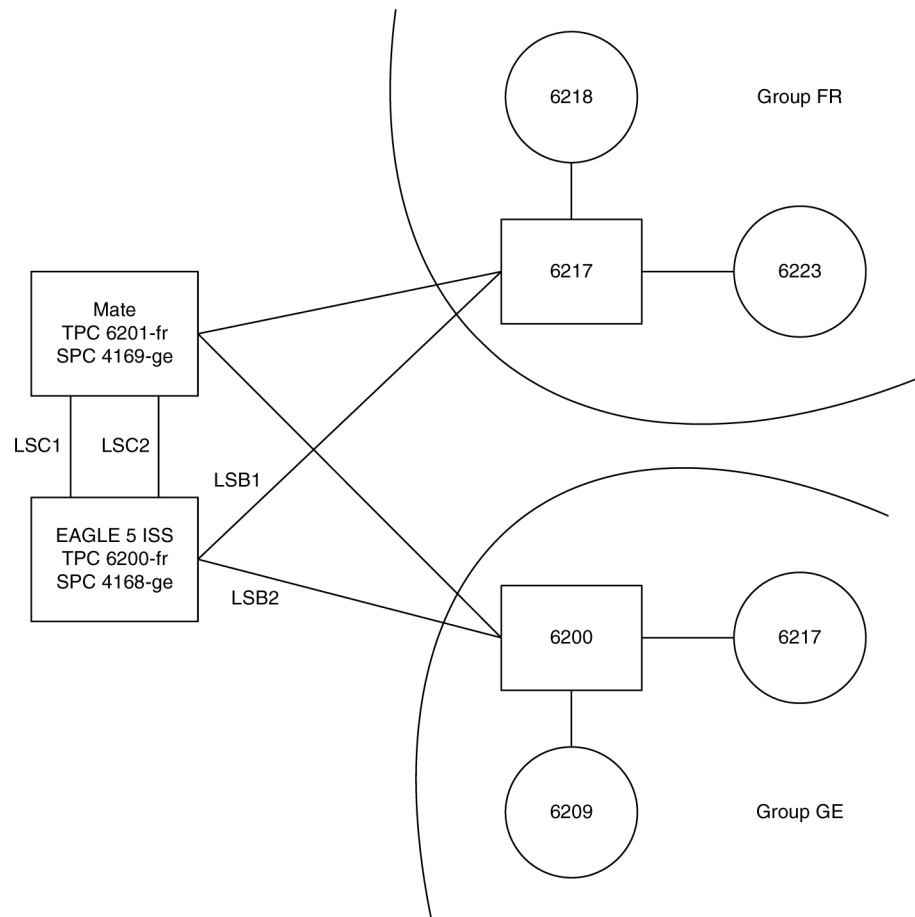 6218
Group FR
6217
6223
Mate
TPC 6201-fr
SPC 4169-ge
LSC1
LSC2
LSB1
EAGLE 5 ISS
TPC 6200-fr
SPC 4168-ge
LSB2
6200
6217
6209
Group GE